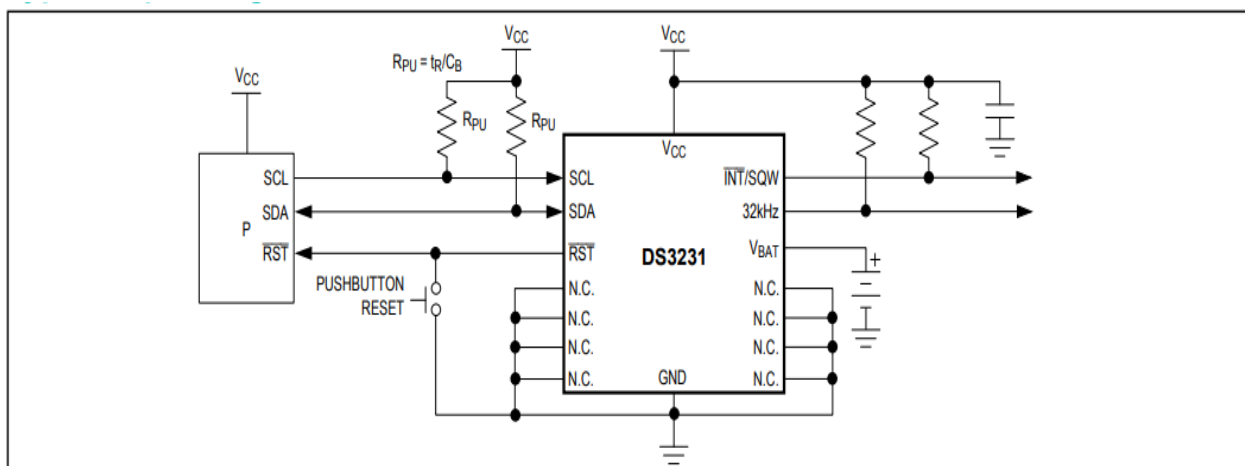 VCC
VCC
RPU = tR/CB
VCC
RPU
RPU
VCC
SCL
SCL
INT/SQW
SDA
SDA
32kHz
P
RST
RST
DS3231
VBAT
+
PUSHBUTTON
RESET
N.C.
N.C.
N.C.
N.C.
N.C.
N.C.
N.C.
GND
N.C.